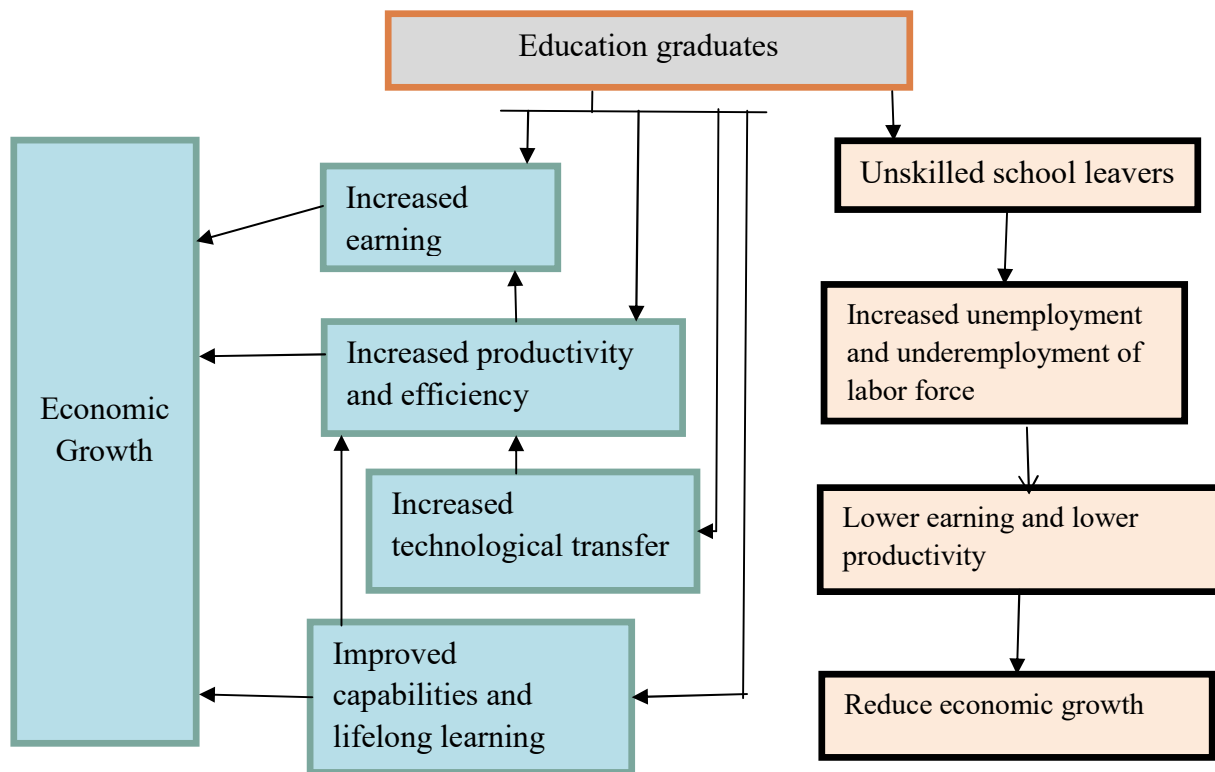 Education graduates
Unskilled school leavers
Increased
earning
Increased unemployment
and underemployment of
labor force
Increased productivity
and efficiency
Economic
Growth
Increased
technological transfer
Lower earning and lower
productivity
Improved
capabilities and
lifelong learning
Reduce economic growth